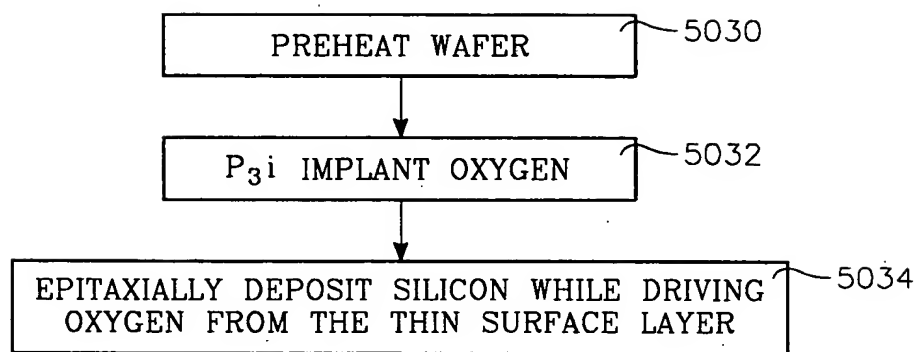 PREHEAT WAFER
5030
P₃i IMPLANT OXYGEN
5032
EPITAXIALLY DEPOSIT SILICON WHILE DRIVING
OXYGEN FROM THE THIN SURFACE LAYER
5034